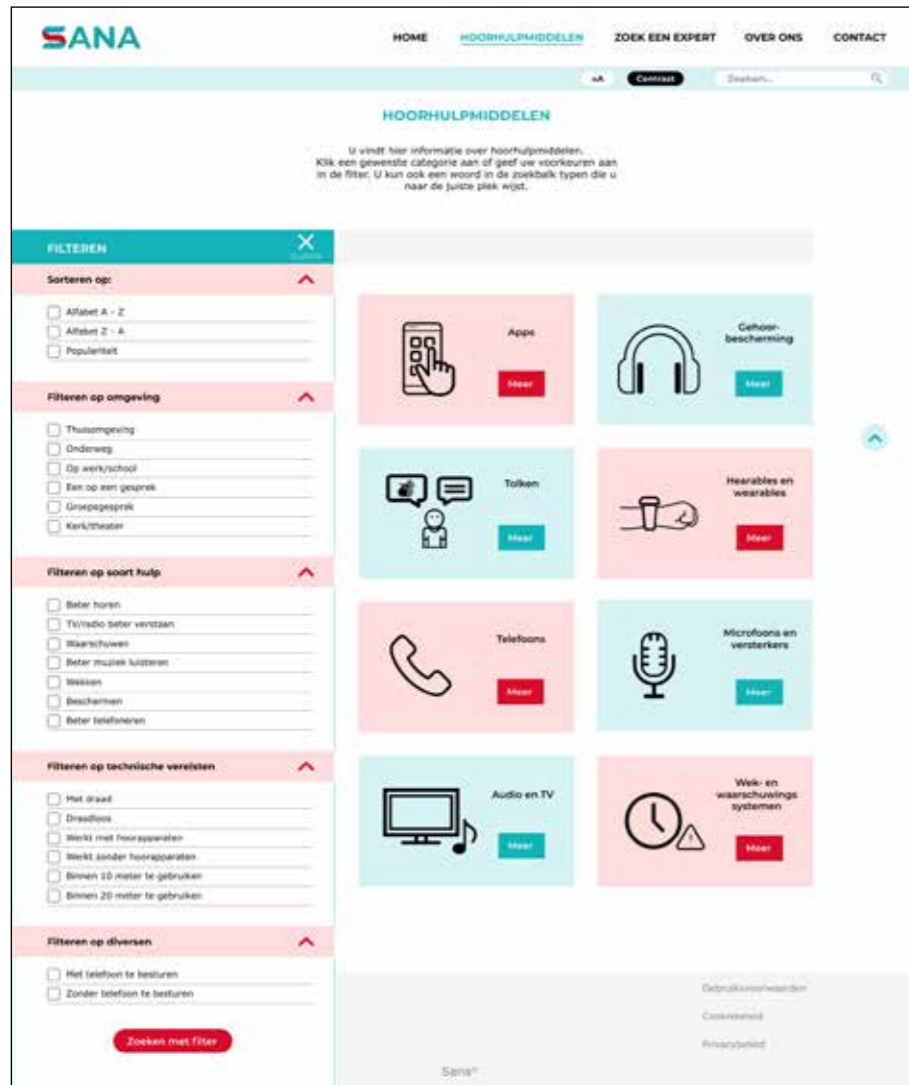 SANA
HOME HOORHULPMIDDELEN ZOEK EEN EXPERT OVER ONS CONTACT
aA Contrast Zoeken...
HOORHULPMIDDELEN
U vindt hier informatie over hoorhulpmiddelen.
Klik een gewenste categorie aan of geef uw voorkeuren aan
in de filter. U kun ook een woord in de zoekbalk typen die u
naar de juiste plek wijst.
FILTEREN
Sorteren op:
Alfabet A - Z
Alfabet Z - A
Populariteit
Filteren op omgeving
Thuisomgeving
Onderweg
Op werk/school
Een op een gesprek
Groepsgesprek
Kerk/theater
Filteren op soort hulp
Beter horen
TV/radio beter verstaan
Waarschuwen
Beter muziek luisteren
Wekken
Beschermen
Beter telefoneren
Filteren op technische vereisten
Met draad
Draadloos
Werkt met hoorapparaten
Werkt zonder hoorapparaten
Binnen 10 meter te gebruiken
Binnen 20 meter te gebruiken
Filteren op diversen
Met telefoon te besturen
Zonder telefoon te besturen
Zoeken met filter
Apps
Meer
Gehoor-
bescherming
Meer
Tolken
Meer
Hearables en
wearables
Meer
Telefoons
Meer
Microfoons en
versterkers
Meer
Audio en TV
Meer
Wek- en
waarschuwings
systemen
Meer
Gebruiksvoorwaarden
Cookiebeleid
Privacybeleid
Sana©